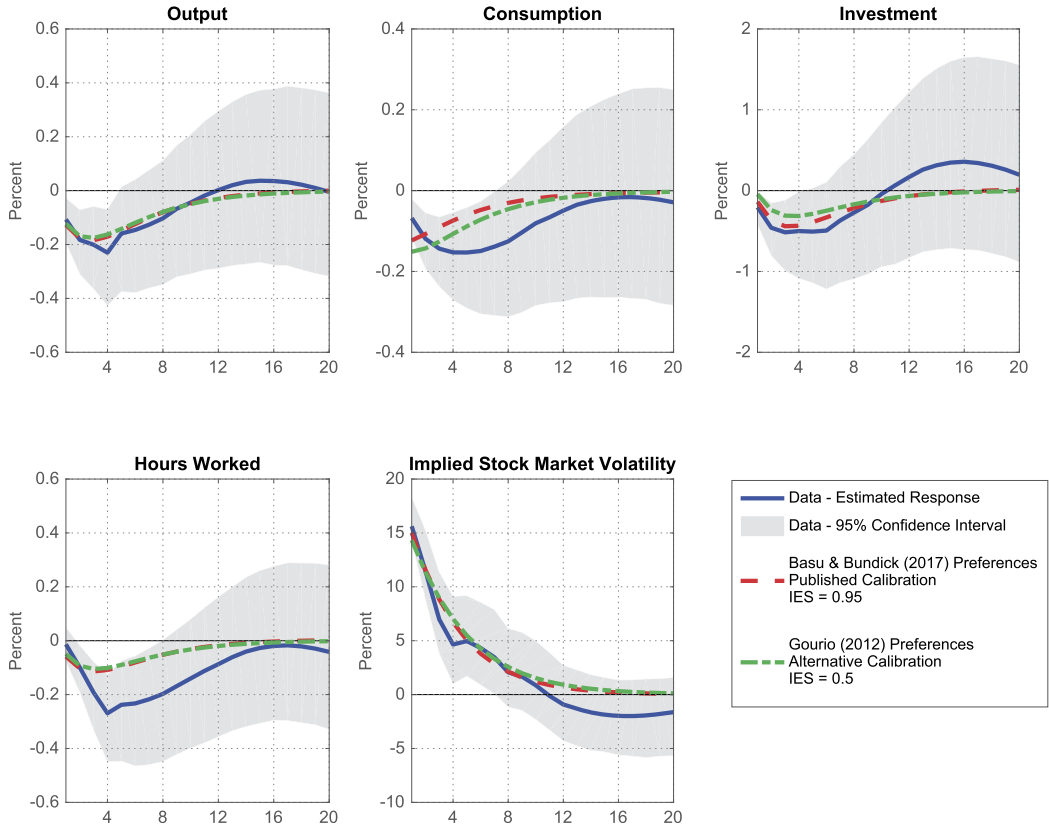 Output
Percent
0.6
0.4
0.2
0
-0.2
-0.4
-0.6
4 8 12 16 20
Consumption
Percent
0.4
0.2
0
-0.2
-0.4
4 8 12 16 20
Investment
Percent
2
1
0
-1
-2
4 8 12 16 20
Hours Worked
Percent
0.6
0.4
0.2
0
-0.2
-0.4
-0.6
4 8 12 16 20
Implied Stock Market Volatility
Percent
20
15
10
5
0
-5
-10
4 8 12 16 20
Data - Estimated Response
Data - 95% Confidence Interval
Basu & Bundick (2017) Preferences
Published Calibration
IES = 0.95
Gourio (2012) Preferences
Alternative Calibration
IES = 0.5